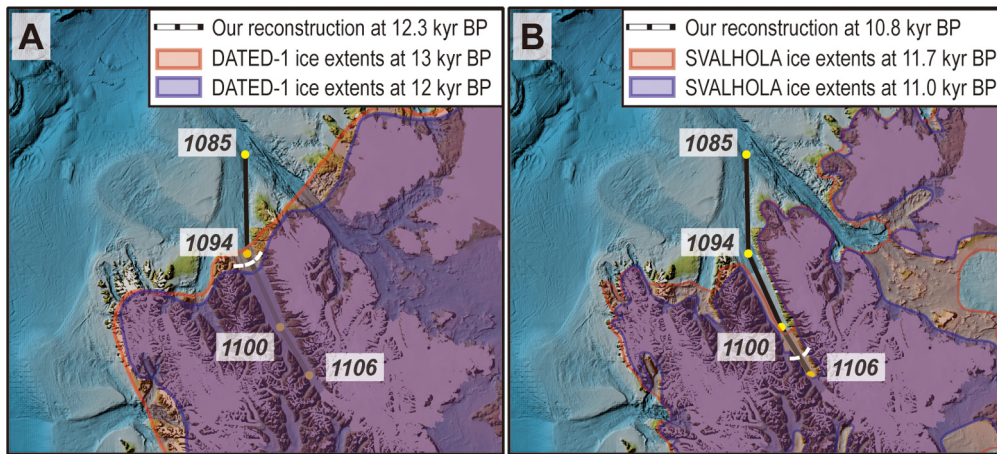 A
Our reconstruction at 12.3 kyr BP
DATED-1 ice extents at 13 kyr BP
DATED-1 ice extents at 12 kyr BP
1085
1094
1100
1106
B
Our reconstruction at 10.8 kyr BP
SVALHOLA ice extents at 11.7 kyr BP
SVALHOLA ice extents at 11.0 kyr BP
1085
1094
1100
1106